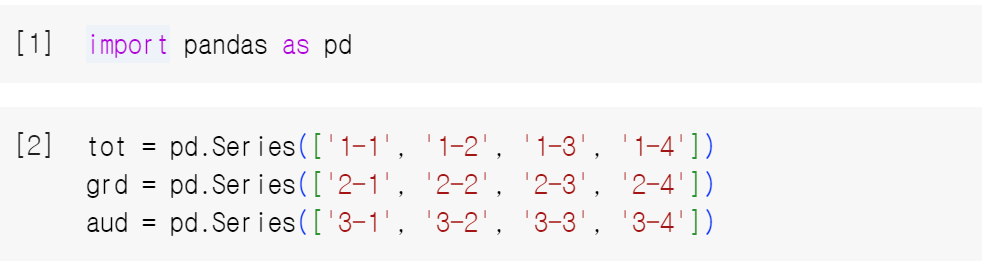 [1] import pandas as pd
[2] tot = pd.Series(['1-1', '1-2', '1-3', '1-4'])
grd = pd.Series(['2-1', '2-2', '2-3', '2-4'])
aud = pd.Series(['3-1', '3-2', '3-3', '3-4'])